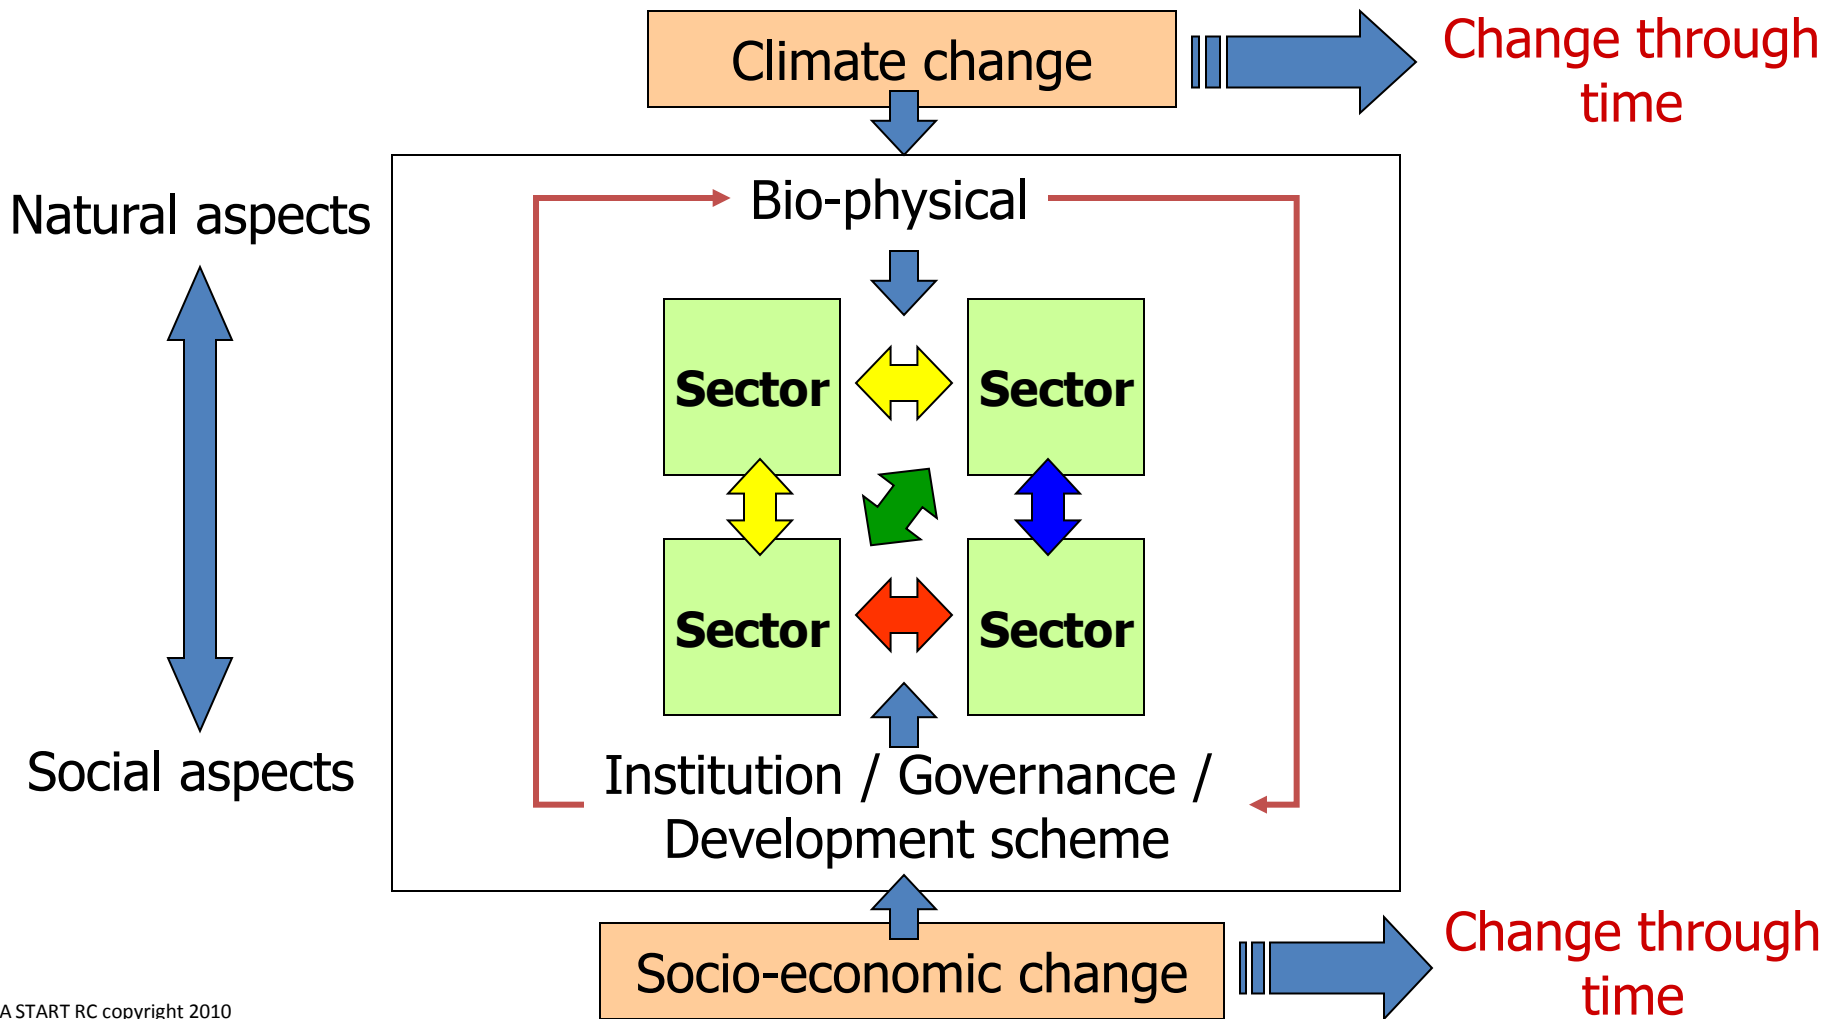 Climate change
Change through
time
Natural aspects
Bio-physical
Sector
Sector
Sector
Sector
Social aspects
Institution / Governance /
Development scheme
Socio-economic change
Change through
time
A START RC copyright 2010